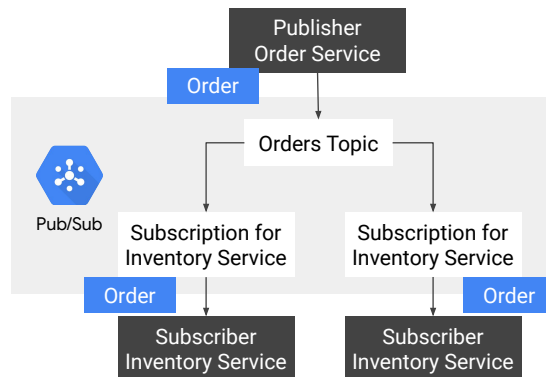 Publisher
Order Service
Order
Orders Topic
Pub/Sub
Subscription for
Inventory Service
Subscription for
Inventory Service
Order
Order
Subscriber
Inventory Service
Subscriber
Inventory Service